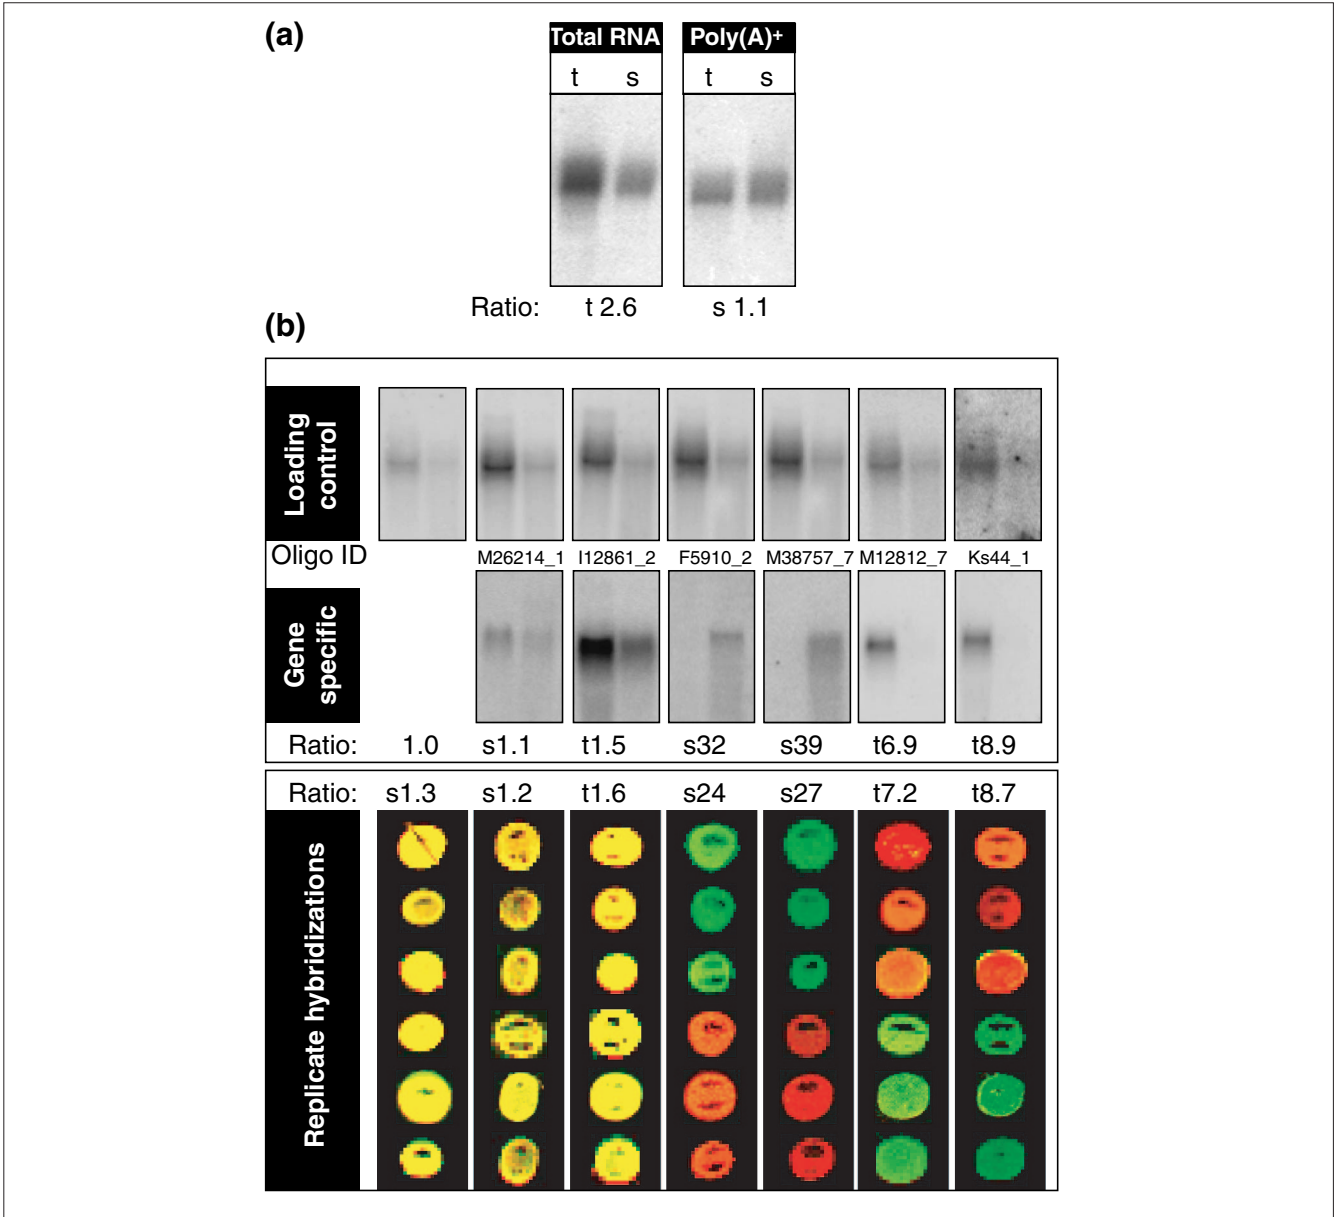 (a)
Total RNA Poly(A)+
t s t s
Ratio: t 2.6 s 1.1
(b)
Loading control
Oligo ID M26214_1 I12861_2 F5910_2 M38757_7 M12812_7 Ks44_1
Gene specific
Ratio: 1.0 s1.1 t1.5 s32 s39 t6.9 t8.9
Ratio: s1.3 s1.2 t1.6 s24 s27 t7.2 t8.7
Replicate hybridizations